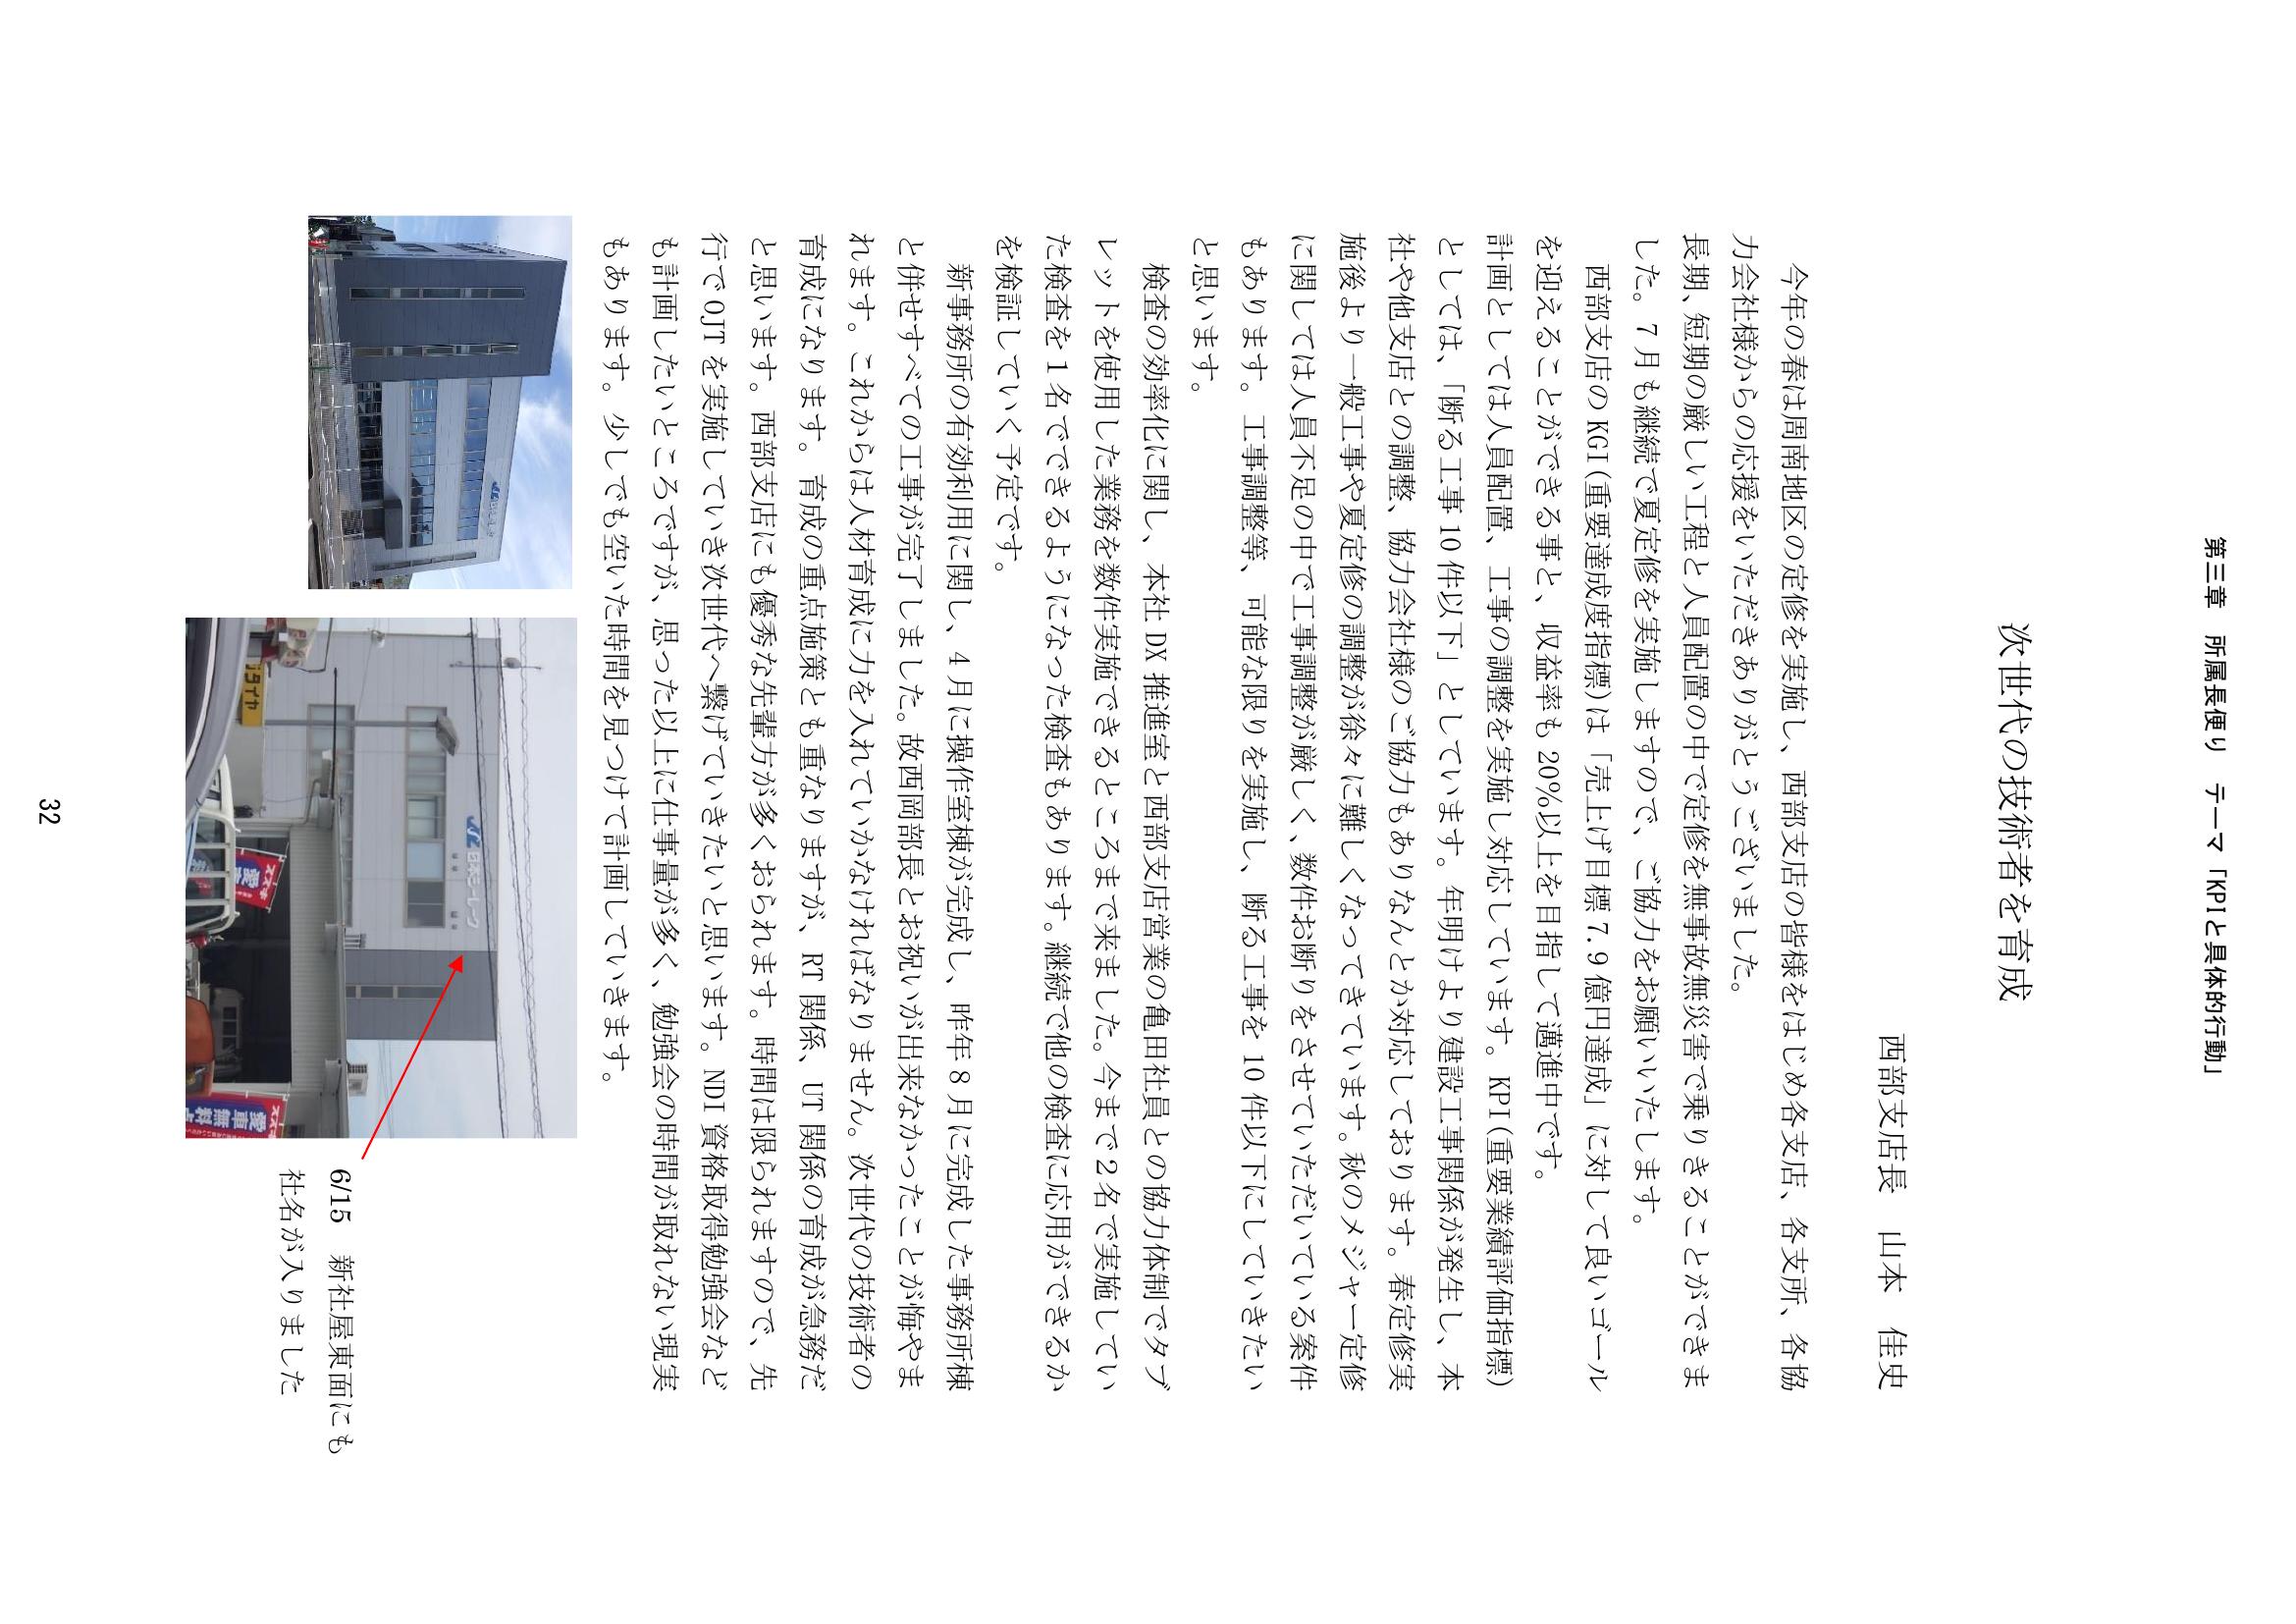 第三章　所属長便り　テーマ「KPIと具体的行動」
次世代の技術者を育成
西部支店長　山本　佳史
今年の春は周南地区の定修を実施し、西部支店の皆様をはじめ各支店、各支所、各協
力会社様からの応援をいただきありがとうございました。
長期、短期の厳しい工程と人員配置の中で定修を無事故無災害で乗りきることができま
した。7 月も継続で夏定修を実施しますので、ご協力をお願いいたします。
西部支店の KGI(重要達成度指標)は「売上げ目標 7.9 億円達成」に対して良いゴール
を迎えることができる事と、収益率も 20%以上を目指して邁進中です。
計画としては人員配置、工事の調整を実施し対応しています。KPI(重要業績評価指標)
としては、「断る工事 10 件以下」としています。年明けより建設工事関係が発生し、本
社や他支店との調整、協力会社様のご協力もありなんとか対応しております。春定修実
施後より一般工事や夏定修の調整が徐々に難しくなってきています。秋のメジャー定修
に関しては人員不足の中で工事調整が厳しく、数件お断りをさせていただいている案件
もあります。工事調整等、可能な限りを実施し、断る工事を 10 件以下にしていきたい
と思います。
検査の効率化に関し、本社 DX 推進室と西部支店営業の亀田社員との協力体制でタブ
レットを使用した業務を数件実施できるところまで来ました。今まで 2 名で実施してい
た検査を 1 名でできるようになった検査もあります。継続で他の検査に応用ができるか
を検証していく予定です。
新事務所の有効利用に関し、4 月に操作室棟が完成し、昨年 8 月に完成した事務所棟
と併せすべての工事が完了しました。故西岡部長とお祝いが出来なかったことが悔やま
れます。これからは人材育成に力を入れていかなければなりません。次世代の技術者の
育成になります。育成の重点施策とも重なりますが、RT 関係、UT 関係の育成が急務だ
と思います。西部支店にも優秀な先輩方が多くおられます。時間は限られますので、先
行で OJT を実施していき次世代へ繋げていきたいと思います。NDI 資格取得勉強会など
も計画したいところですが、思った以上に仕事量が多く、勉強会の時間が取れない現実
もあります。少しでも空いた時間を見つけて計画していきます。
6/15　新社屋東面にも
社名が入りました
32